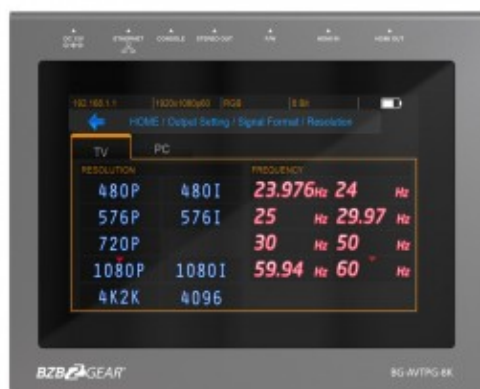 DC 12V ETHERNET CONSOLE STEREO OUT F/W HDMI IN HDMI OUT
192.168.1.1 1920x1080p60 RGB 8 Bit
HOME / Output Setting / Signal Format / Resolution
TV PC
RESOLUTION FREQUENCY
480P 480I 23.976Hz 24 Hz
576P 576I 25 Hz 29.97 Hz
720P 30 Hz 50 Hz
1080P 1080I 59.94 Hz 60 Hz
4K2K 4096
BZBGEAR BG-AVTPG-8K